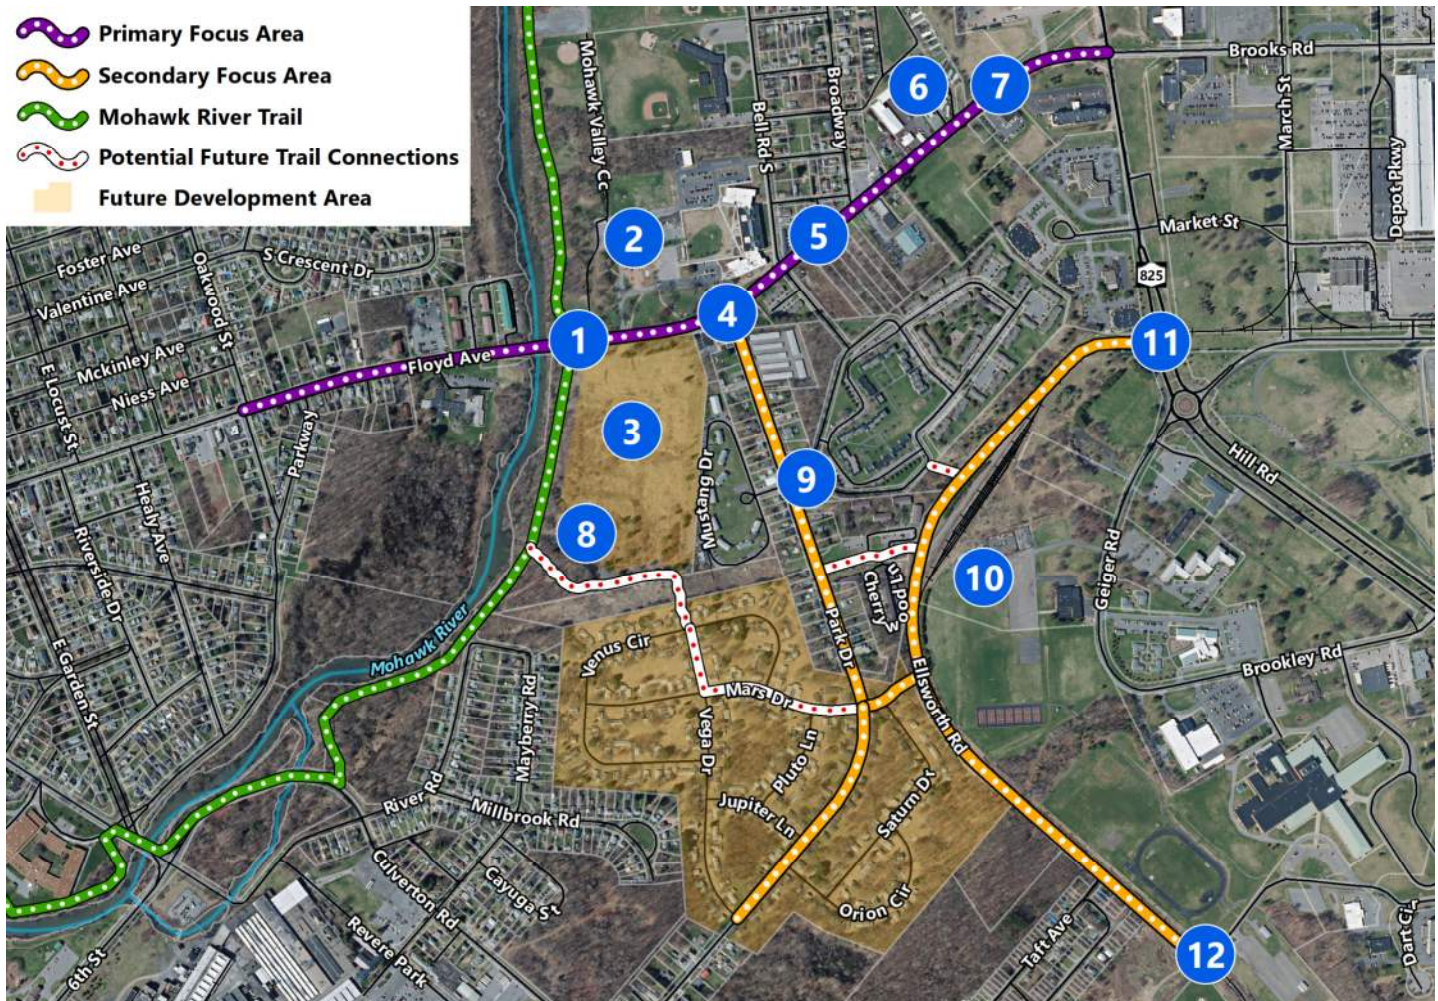 Primary Focus Area
Secondary Focus Area
Mohawk River Trail
Potential Future Trail Connections
Future Development Area
Mohawk Valley Cc
Bell Rd S
Broadway
Brooks Rd
March St
Depot Pkwy
Market St
825
Foster Ave
Valentine Ave
S Crescent Dr
Oakwood St
Mckinley Ave
Niess Ave
E Locust St
Floyd Ave
Parkway
Healy Ave
Riverside Dr
E Garden St
Mohawk River
Mustang Dr
Hill Rd
Geiger Rd
Brookley Rd
Cherry
Woodl's
Park Dr
Ellsworth Rd
Venus Cir
Mars Dr
Vega Dr
Pluto Ln
Jupiter Ln
Saturn Dr
Orion Cir
Mayberry Rd
River Rd
Millbrook Rd
Culverton Rd
Cayuga St
Revere Park
6th St
Taft Ave
Dart Cir
1
2
3
4
5
6
7
8
9
10
11
12